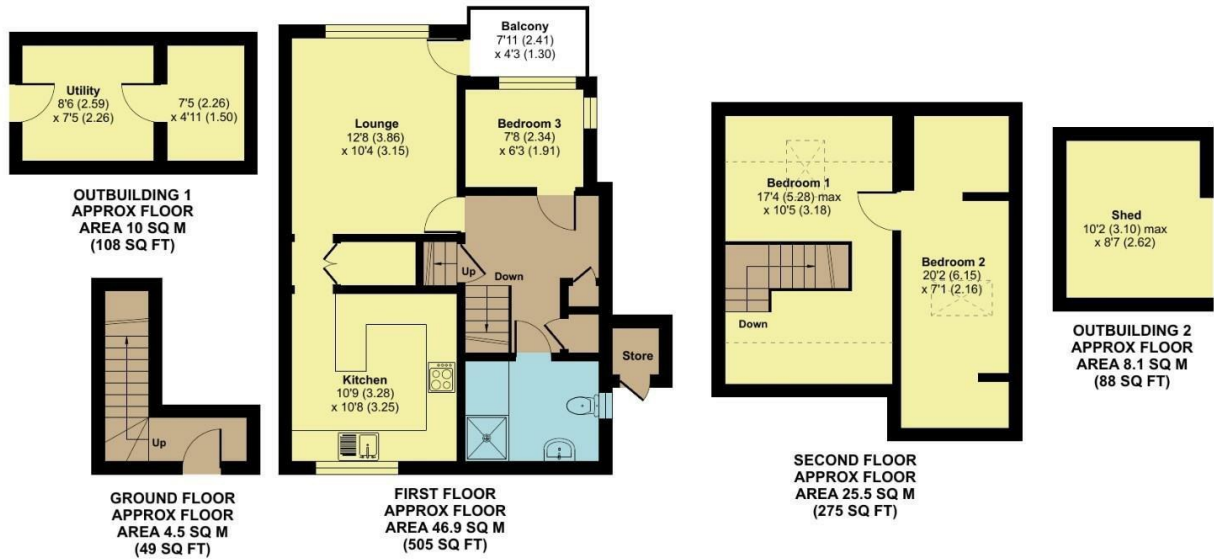 Utility
8'6 (2.59)
x 7'5 (2.26)
7'5 (2.26)
x 4'11 (1.50)
OUTBUILDING 1
APPROX FLOOR
AREA 10 SQ M
(108 SQ FT)
Up
GROUND FLOOR
APPROX FLOOR
AREA 4.5 SQ M
(49 SQ FT)
Balcony
7'11 (2.41)
x 4'3 (1.30)
Lounge
12'8 (3.86)
x 10'4 (3.15)
Bedroom 3
7'8 (2.34)
x 6'3 (1.91)
Up
Down
Kitchen
10'9 (3.28)
x 10'8 (3.25)
Store
FIRST FLOOR
APPROX FLOOR
AREA 46.9 SQ M
(505 SQ FT)
Bedroom 1
17'4 (5.28) max
x 10'5 (3.18)
Down
Bedroom 2
20'2 (6.15)
x 7'1 (2.16)
SECOND FLOOR
APPROX FLOOR
AREA 25.5 SQ M
(275 SQ FT)
Shed
10'2 (3.10) max
x 8'7 (2.62)
OUTBUILDING 2
APPROX FLOOR
AREA 8.1 SQ M
(88 SQ FT)